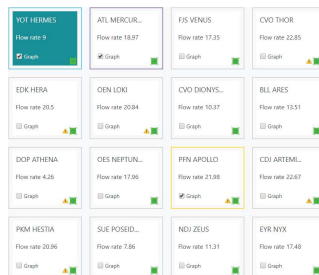 YOT HERMES
Flow rate 9
Graph
ATL MERCUR...
Flow rate 18.97
Graph
FJS VENUS
Flow rate 17.35
Graph
CVO THOR
Flow rate 22.85
Graph
EDK HERA
Flow rate 20.5
Graph
OEN LOKI
Flow rate 20.84
Graph
CVO DIONYS...
Flow rate 10.37
Graph
BLL ARES
Flow rate 13.51
Graph
DOP ATHENA
Flow rate 4.26
Graph
OES NEPTUN...
Flow rate 17.96
Graph
PFN APOLLO
Flow rate 21.98
Graph
CDJ ARTEMI...
Flow rate 22.67
Graph
PKM HESTIA
Flow rate 20.96
Graph
SUE POSEID...
Flow rate 7.86
Graph
NDJ ZEUS
Flow rate 11.31
Graph
EYR NYX
Flow rate 17.48
Graph